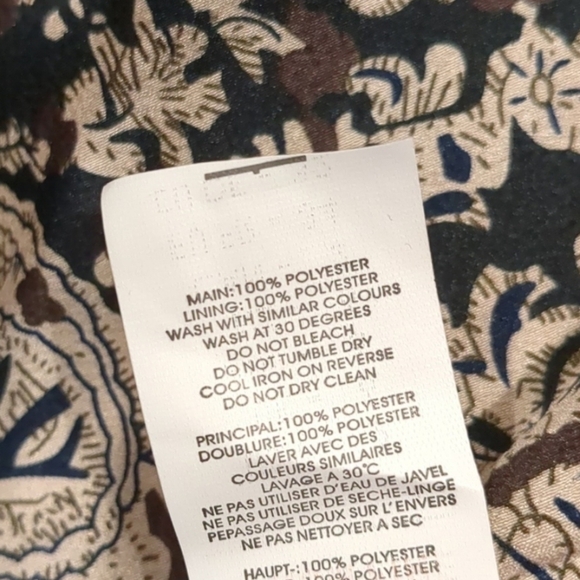 MAIN:100% POLYESTER
LINING:100% POLYESTER
WASH WITH SIMILAR COLOURS
WASH AT 30 DEGREES
DO NOT BLEACH
DO NOT TUMBLE DRY
COOL IRON ON REVERSE
DO NOT DRY CLEAN
PRINCIPAL:100% POLYESTER
DOUBLURE:100% POLYESTER
LAVER AVEC DES
COULEURS SIMILAIRES
LAVAGE A 30°C
NE PAS UTILISER D'EAU DE JAVEL
NE PAS UTILISER DE SECHE-LINGE
PEPASSAGE DOUX SUR L'ENVERS
NE PAS NETTOYER A SEC
HAUPT-:100% POLYESTER
:100% POLYESTER